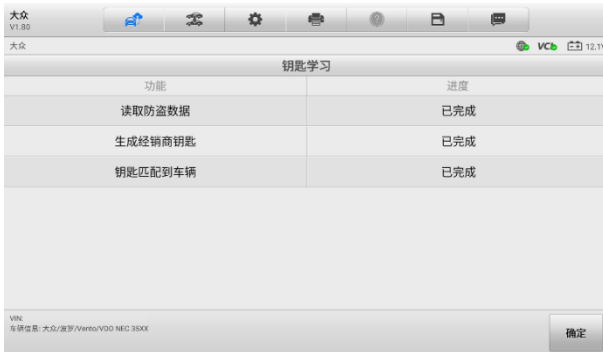 大众
V1.80
大众
VCI
12.1V
钥匙学习
功能 进度
读取防盗数据 已完成
生成经销商钥匙 已完成
钥匙匹配到车辆 已完成
VIN:
车辆信息: 大众/波罗/Vento/VDO NEC 35XX
确定